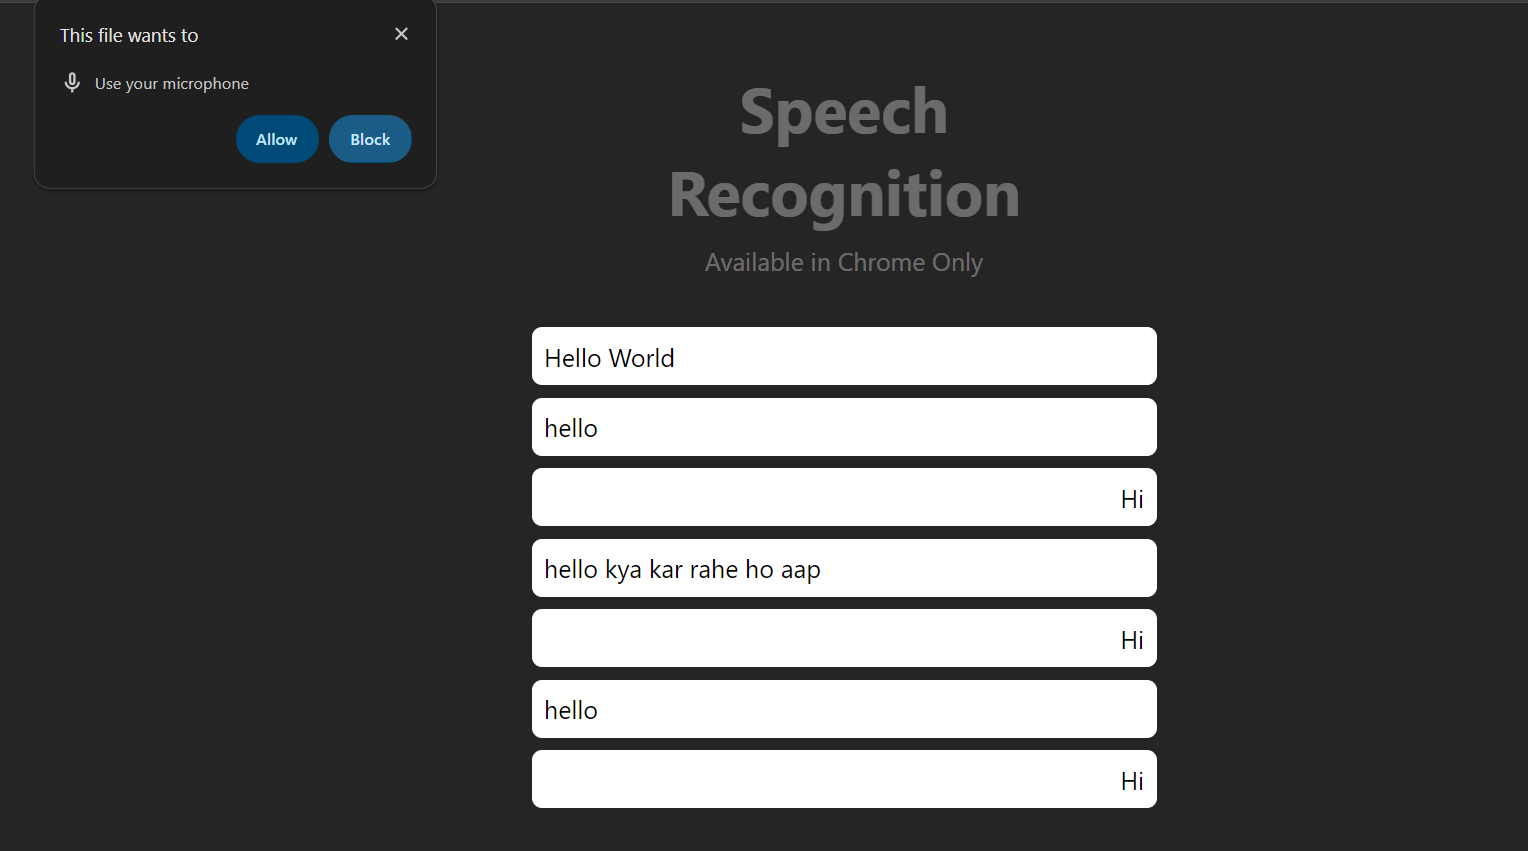 This file wants to
Use your microphone
Allow Block
Speech
Recognition
Available in Chrome Only
Hello World
hello
Hi
hello kya kar rahe ho aap
Hi
hello
Hi